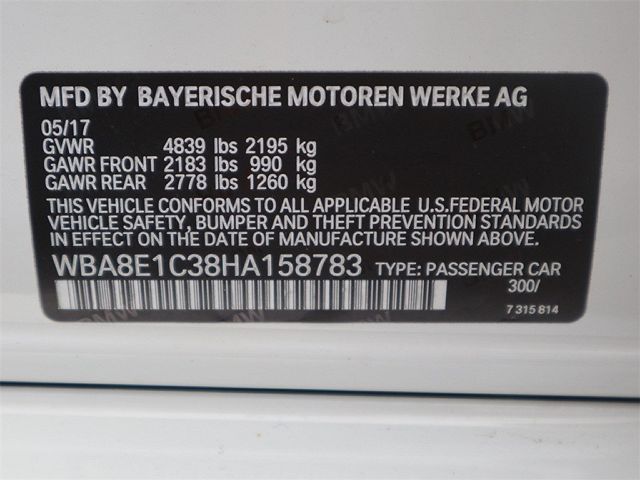 MFD BY BAYERISCHE MOTOREN WERKE AG
05/17
GVWR 4839 lbs 2195 kg
GAWR FRONT 2183 lbs 990 kg
GAWR REAR 2778 lbs 1260 kg
THIS VEHICLE CONFORMS TO ALL APPLICABLE U.S.FEDERAL MOTOR
VEHICLE SAFETY, BUMPER AND THEFT PREVENTION STANDARDS
IN EFFECT ON THE DATE OF MANUFACTURE SHOWN ABOVE.
WBA8E1C38HA158783 TYPE: PASSENGER CAR
300/
7 315 814